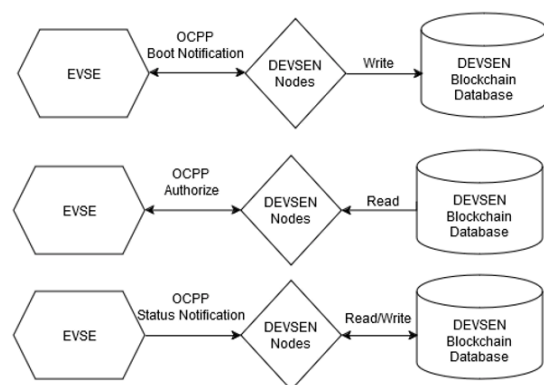 EVSE
OCPP
Boot Notification
DEVSEN
Nodes
Write
DEVSEN
Blockchain
Database
EVSE
OCPP
Authorize
DEVSEN
Nodes
Read
DEVSEN
Blockchain
Database
EVSE
OCPP
Status Notification
DEVSEN
Nodes
Read/Write
DEVSEN
Blockchain
Database